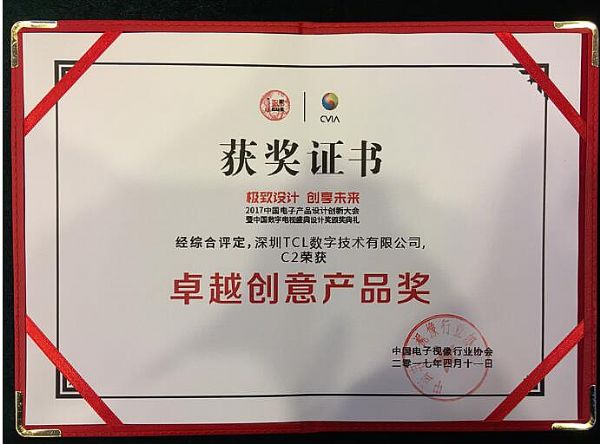 CVIA
获奖证书
极致设计 创享未来
2017中国电子产品设计创新大会
暨中国数字电视盛典设计奖颁奖典礼
经综合评定,深圳TCL数字技术有限公司,
C2荣获
卓越创意产品奖
中国电子视像行业协会
二零一七年四月十一日